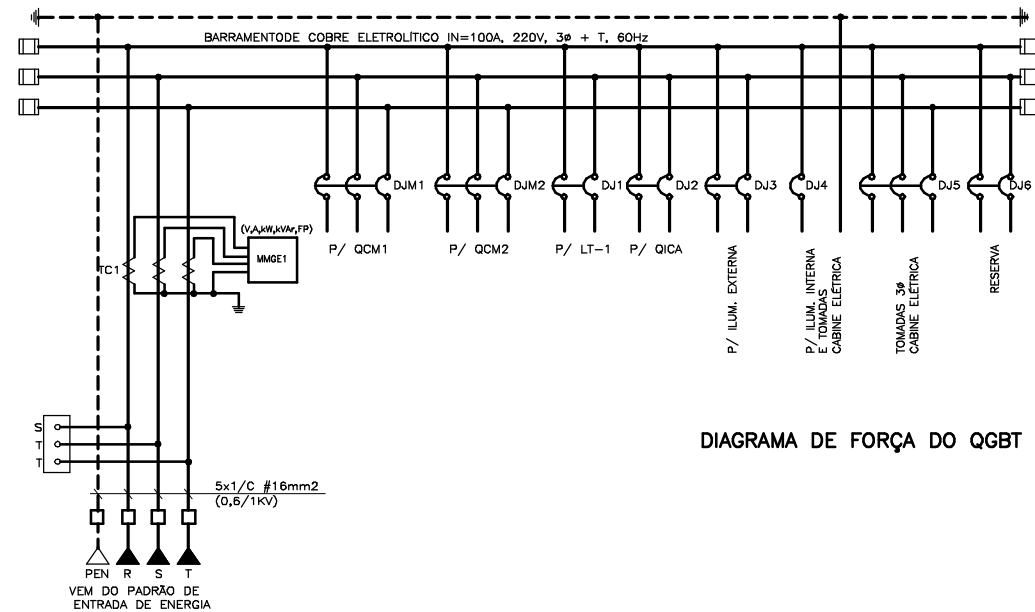 BARRAMENTODE COBRE ELETROLÍTICO IN=100A, 220V, 3ø + T, 60Hz
DJM1
DJM2
DJ1
DJ2
DJ3
DJ4
DJ5
DJ6
P/ QCM1
P/ QCM2
P/ LT-1
P/ QICA
P/ ILUM. EXTERNA
P/ ILUM. INTERNA
E TOMADAS
CABINE ELÉTRICA
TOMADAS 3ø
CABINE ELÉTRICA
RESERVA
(V,A,kW,kVAr,FP)
MMGE1
TC1
S
T
T
DIAGRAMA DE FORÇA DO QGBT
5x1/C #16mm2
(0,6/1KV)
PEN R S T
VEM DO PADRÃO DE
ENTRADA DE ENERGIA